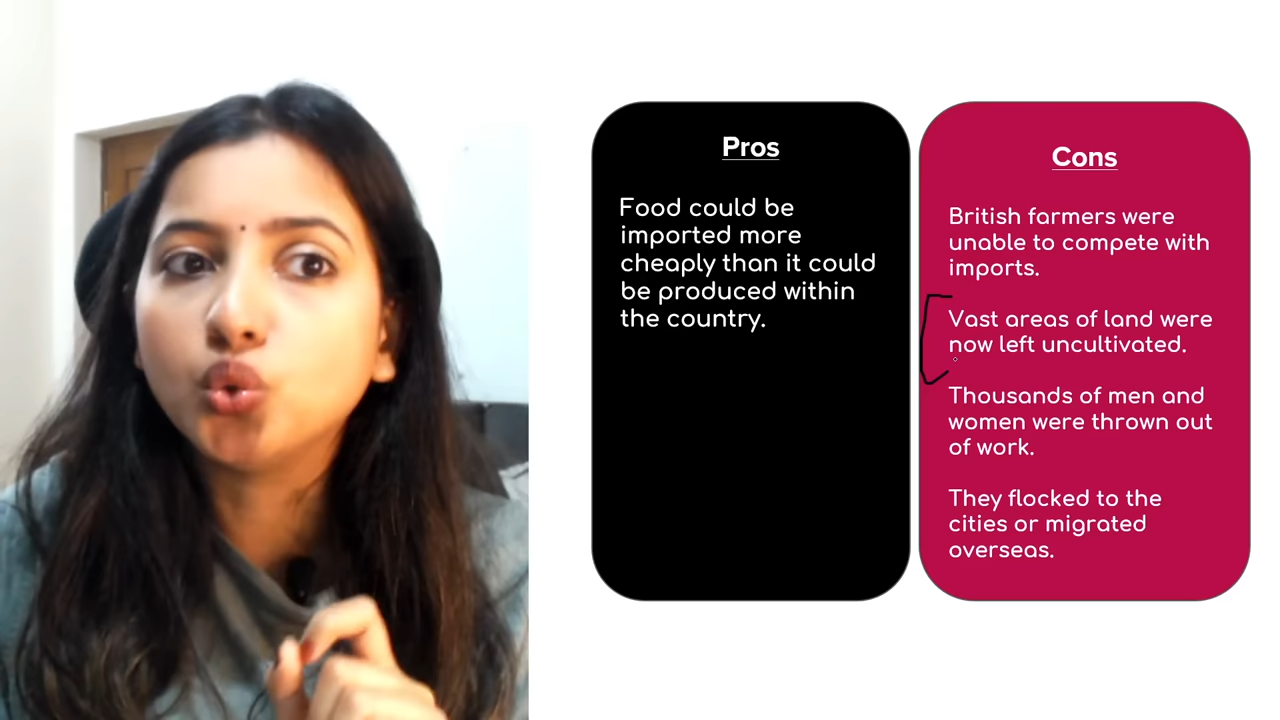 Pros
Food could be
imported more
cheaply than it could
be produced within
the country.
Cons
British farmers were
unable to compete with
imports.
Vast areas of land were
now left uncultivated.
Thousands of men and
women were thrown out
of work.
They flocked to the
cities or migrated
overseas.